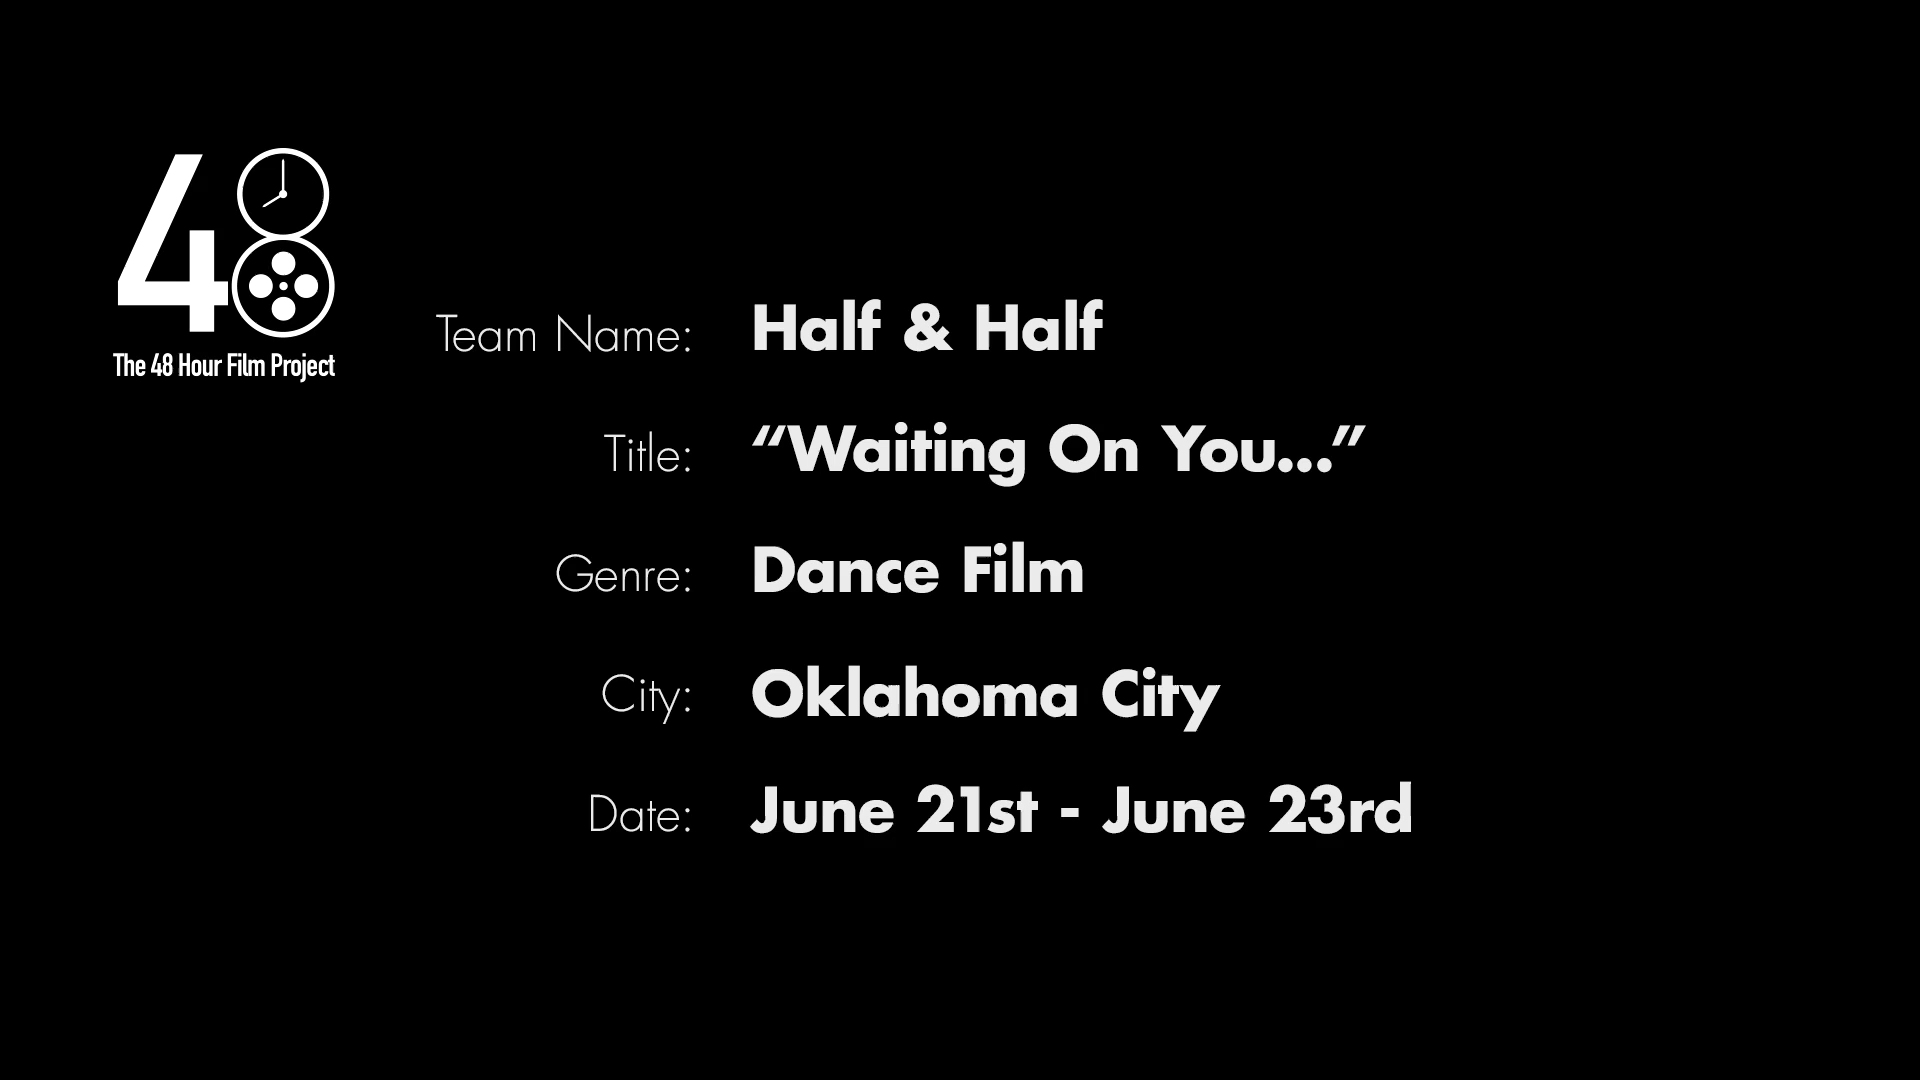 48
The 48 Hour Film Project
Team Name: Half & Half
Title: “Waiting On You...”
Genre: Dance Film
City: Oklahoma City
Date: June 21st - June 23rd